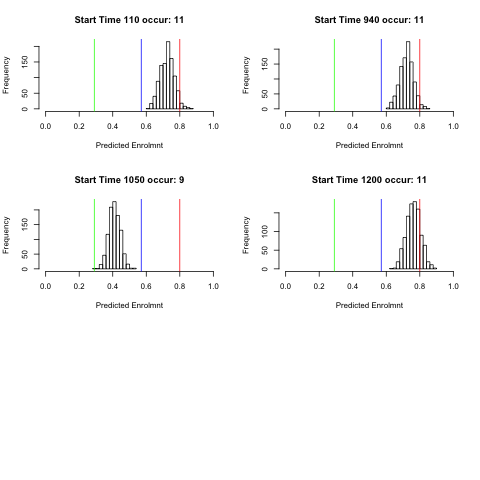 Start Time 110 occur: 11
Frequency
0 50 150
0.0 0.2 0.4 0.6 0.8 1.0
Predicted Enrolmnt
Start Time 940 occur: 11
Frequency
0 50 150
0.0 0.2 0.4 0.6 0.8 1.0
Predicted Enrolmnt
Start Time 1050 occur: 9
Frequency
0 50 150
0.0 0.2 0.4 0.6 0.8 1.0
Predicted Enrolmnt
Start Time 1200 occur: 11
Frequency
0 50 100
0.0 0.2 0.4 0.6 0.8 1.0
Predicted Enrolmnt